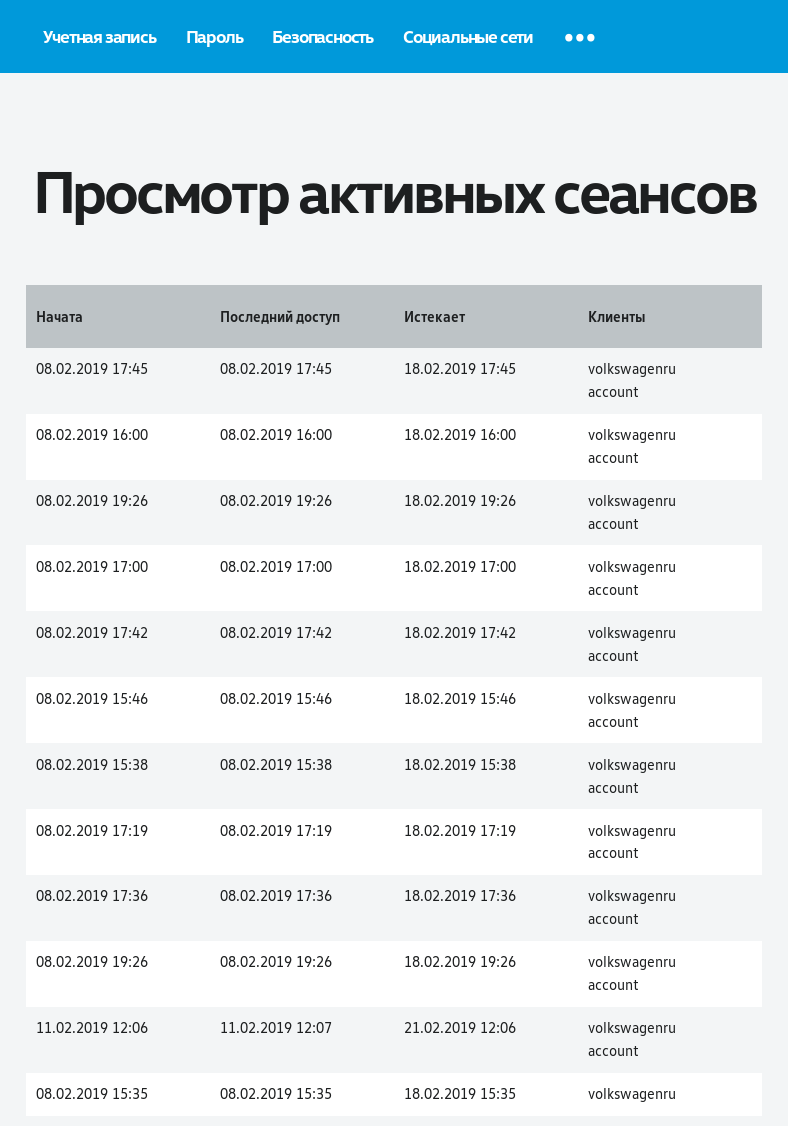 Учетная запись Пароль Безопасность Социальные сети •••
Просмотр активных сеансов
Начата Последний доступ Истекает Клиенты
08.02.2019 17:45 08.02.2019 17:45 18.02.2019 17:45 volkswagenru
account
08.02.2019 16:00 08.02.2019 16:00 18.02.2019 16:00 volkswagenru
account
08.02.2019 19:26 08.02.2019 19:26 18.02.2019 19:26 volkswagenru
account
08.02.2019 17:00 08.02.2019 17:00 18.02.2019 17:00 volkswagenru
account
08.02.2019 17:42 08.02.2019 17:42 18.02.2019 17:42 volkswagenru
account
08.02.2019 15:46 08.02.2019 15:46 18.02.2019 15:46 volkswagenru
account
08.02.2019 15:38 08.02.2019 15:38 18.02.2019 15:38 volkswagenru
account
08.02.2019 17:19 08.02.2019 17:19 18.02.2019 17:19 volkswagenru
account
08.02.2019 17:36 08.02.2019 17:36 18.02.2019 17:36 volkswagenru
account
08.02.2019 19:26 08.02.2019 19:26 18.02.2019 19:26 volkswagenru
account
11.02.2019 12:06 11.02.2019 12:07 21.02.2019 12:06 volkswagenru
account
08.02.2019 15:35 08.02.2019 15:35 18.02.2019 15:35 volkswagenru